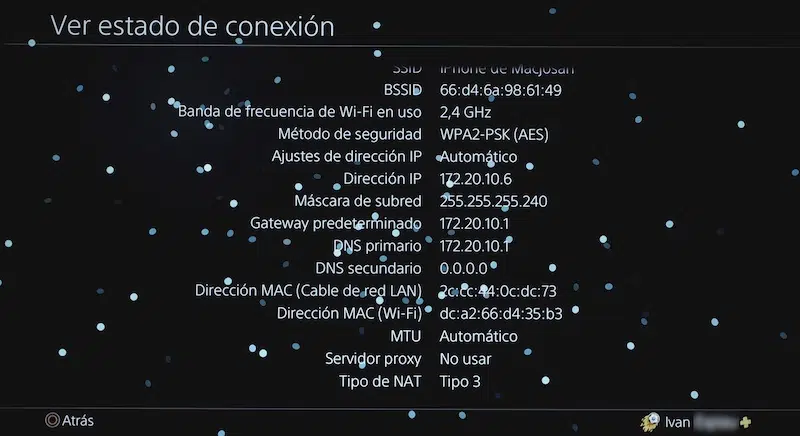 Ver estado de conexión
SSID iPhone de Macjosan
BSSID 66:d4:6a:98:61:49
Banda de frecuencia de Wi-Fi en uso 2,4 GHz
Método de seguridad WPA2-PSK (AES)
Ajustes de dirección IP Automático
Dirección IP 172.20.10.6
Máscara de subred 255.255.255.240
Gateway predeterminado 172.20.10.1
DNS primario 172.20.10.1
DNS secundario 0.0.0.0
Dirección MAC (Cable de red LAN) 2c:cc:44:0c:dc:73
Dirección MAC (Wi-Fi) dc:a2:66:d4:35:b3
MTU Automático
Servidor proxy No usar
Tipo de NAT Tipo 3
Atrás
Ivan